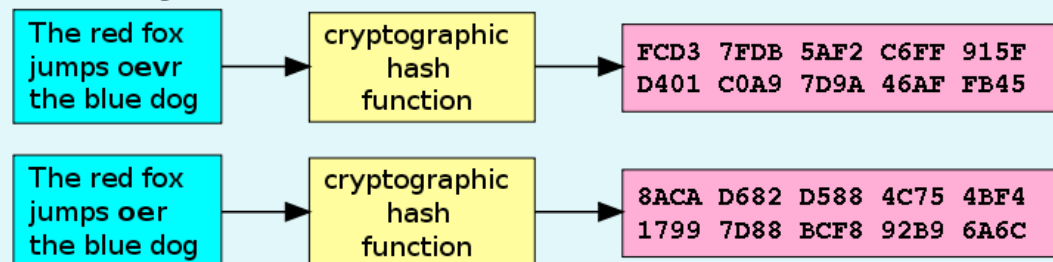 The red fox
jumps oevr
the blue dog
cryptographic
hash
function
FCD3 7FDB 5AF2 C6FF 915F
D401 C0A9 7D9A 46AF FB45
The red fox
jumps oer
the blue dog
cryptographic
hash
function
8ACA D682 D588 4C75 4BF4
1799 7D88 BCF8 92B9 6A6C